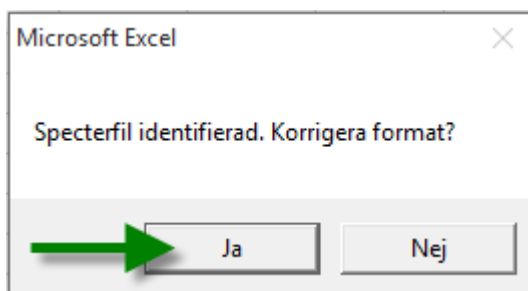 Microsoft Excel
Specterfil identifierad. Korrigera format?
Ja
Nej